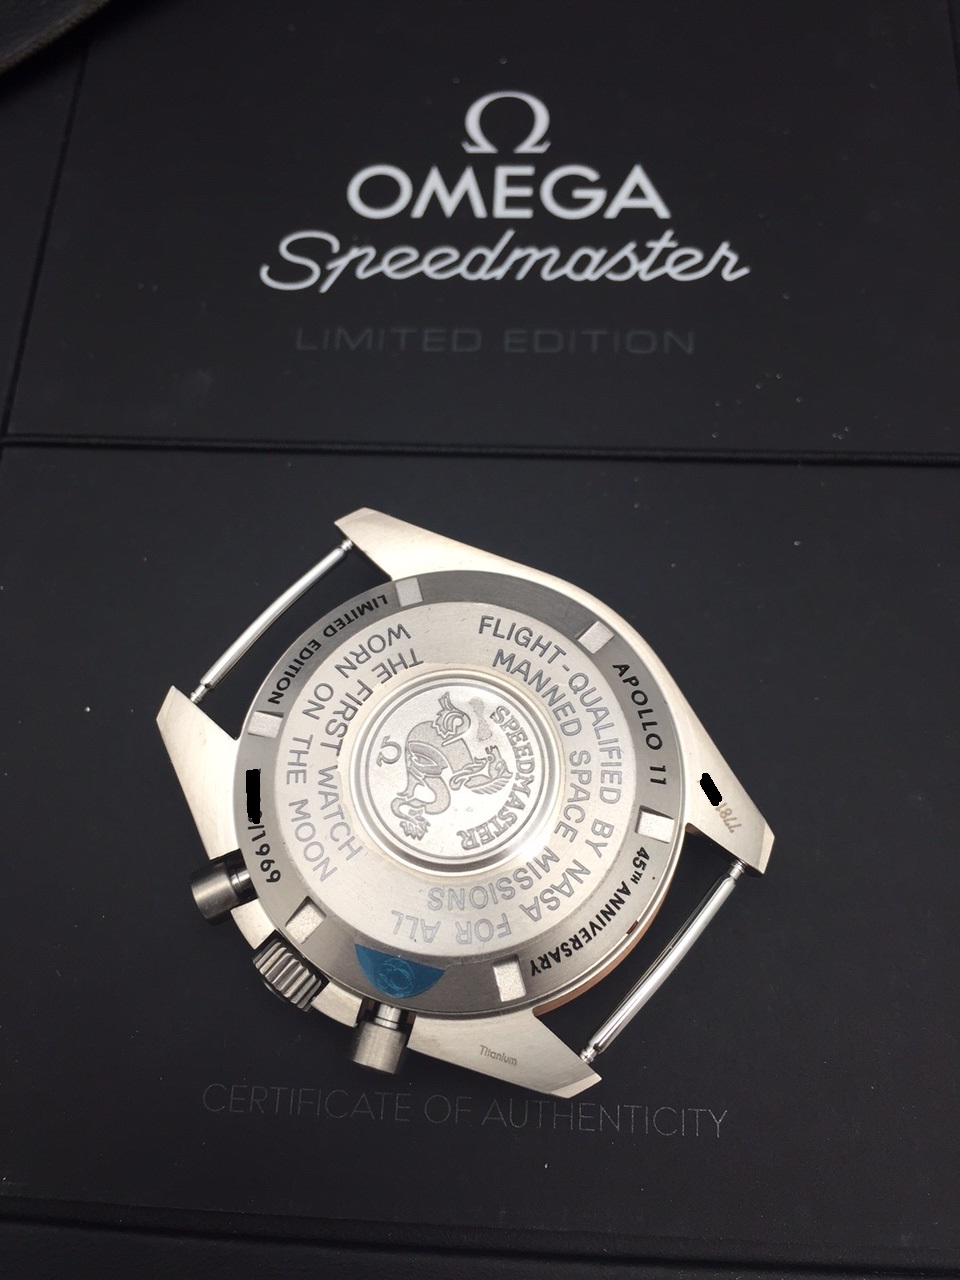 Ω
OMEGA
Speedmaster
LIMITED EDITION
LIMITED EDITION
APOLLO 11
45TH ANNIVERSARY
/1969
FLIGHT-QUALIFIED BY NASA FOR ALL
MANNED SPACE MISSIONS
THE FIRST WATCH
WORN ON THE MOON
Ω
SPEEDMASTER
Titanium
CERTIFICATE OF AUTHENTICITY